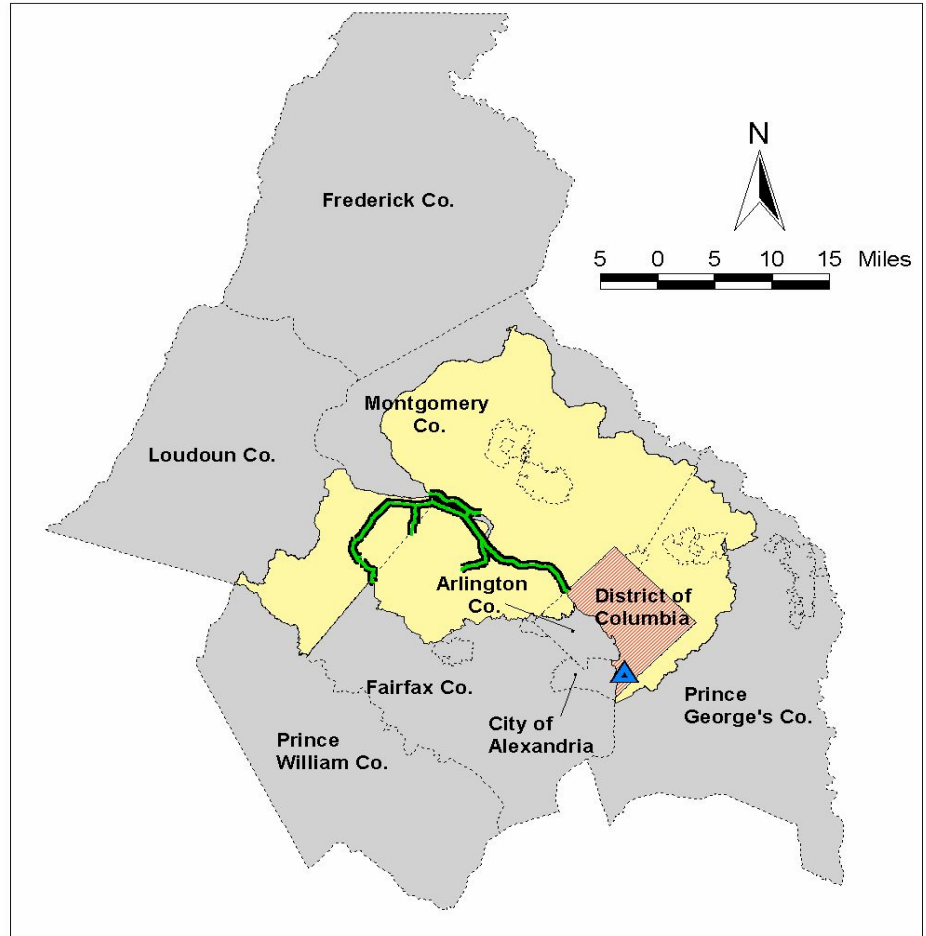 N
5 0 5 10 15 Miles
Frederick Co.
Montgomery
Co.
Loudoun Co.
Arlington
Co.
District of
Columbia
Fairfax Co.
Prince
George's Co.
City of
Alexandria
Prince
William Co.